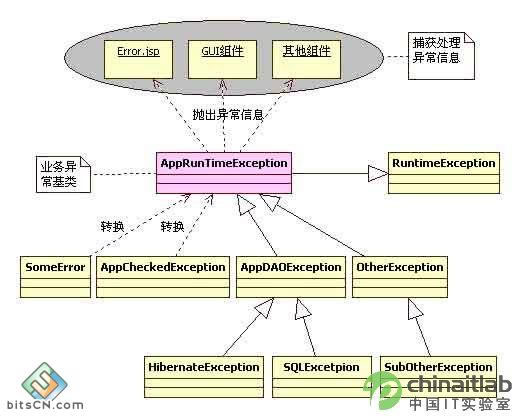 Error.jsp
GUI组件
其他组件
捕获处理
异常信息
抛出异常信息
业务异
常基类
AppRunTimeException
RuntimeException
转换
转换
SomeError
AppCheckedException
AppDAOException
OtherException
HibernateException
SQLExcetpion
SubOtherException
bitsCN.com
chinaitlab
中国IT实验室